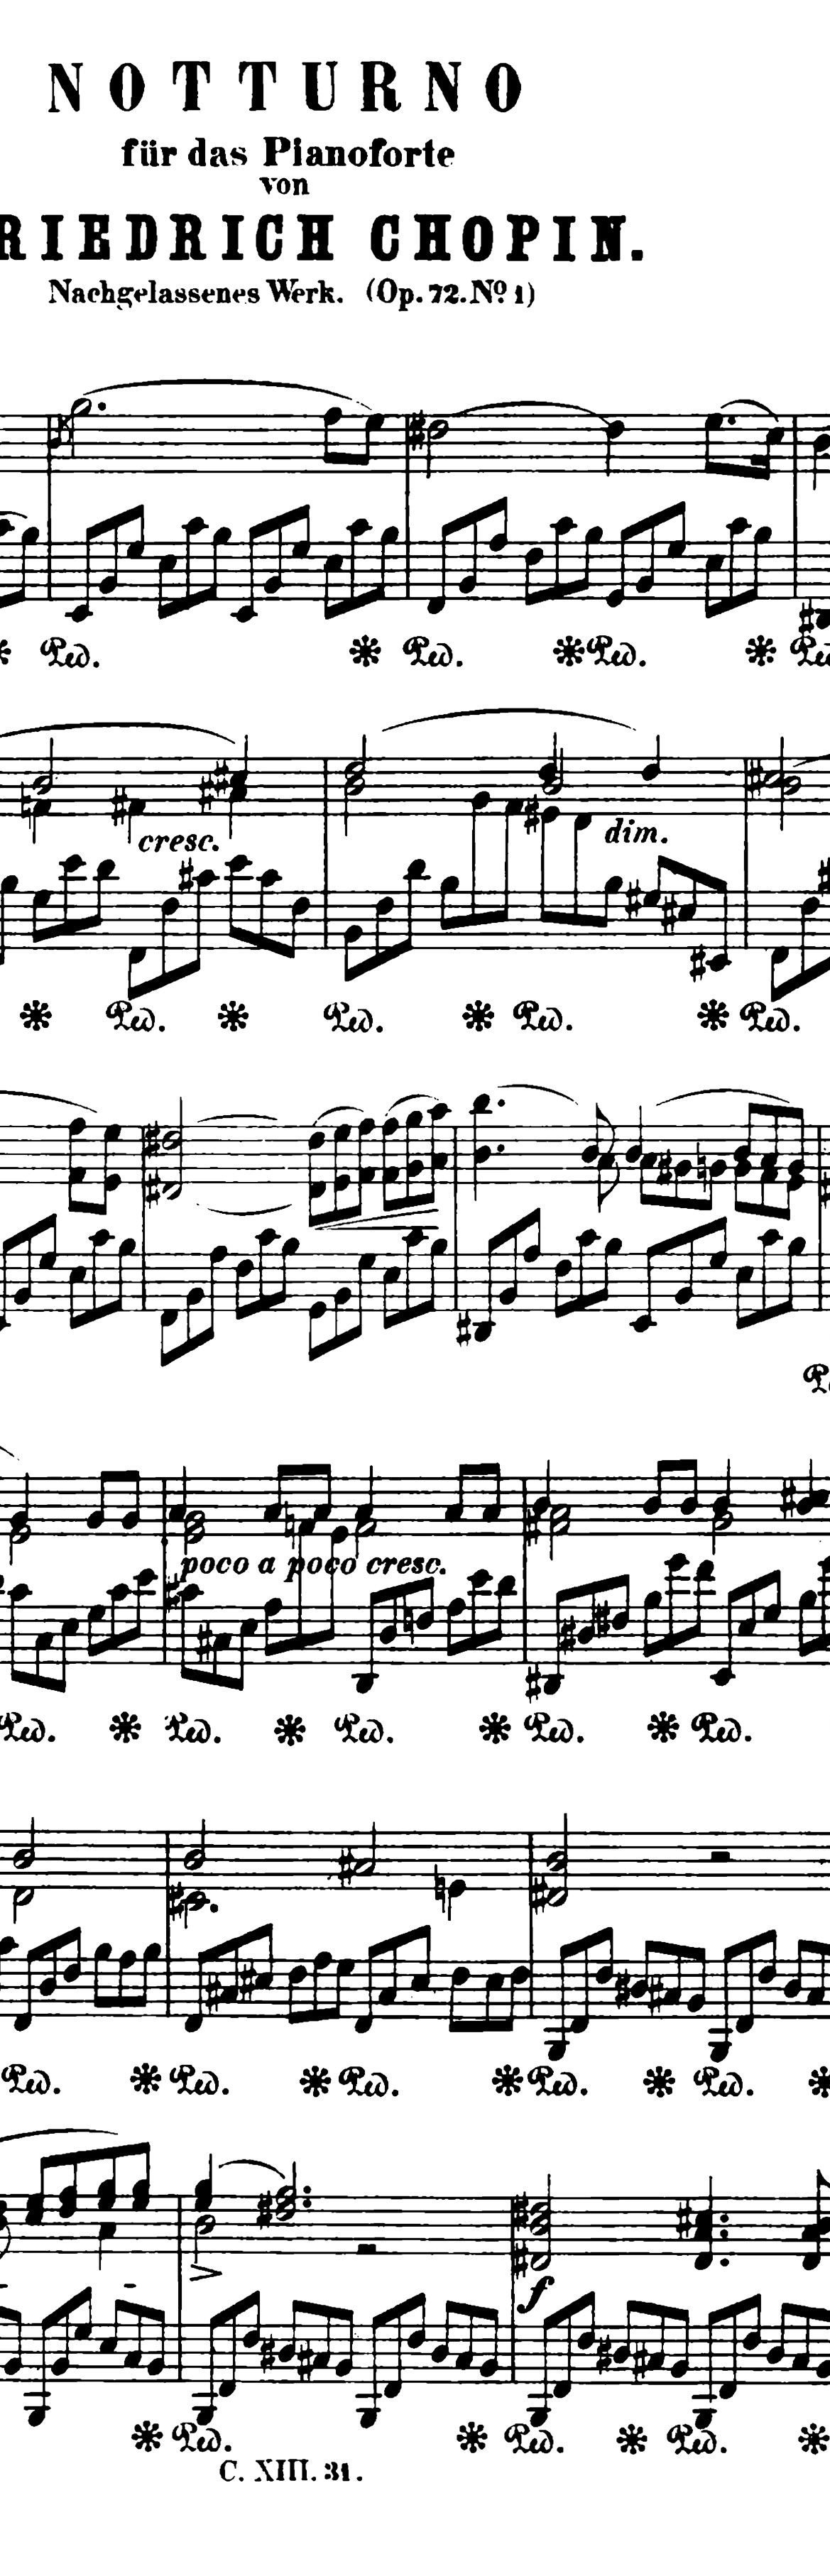 NOTTURNO
für das Pianoforte
von
RIEDRICH CHOPIN.
Nachgelassenes Werk. (Op. 72. No. 1)
Ped. Ped. Ped.
cresc. dim.
Ped. Ped. Ped. Ped.
poco a poco cresc.
Ped. Ped. Ped. Ped. Ped.
Ped. Ped. Ped. Ped. Ped.
f
Ped. Ped. Ped.
C. XIII. 31.